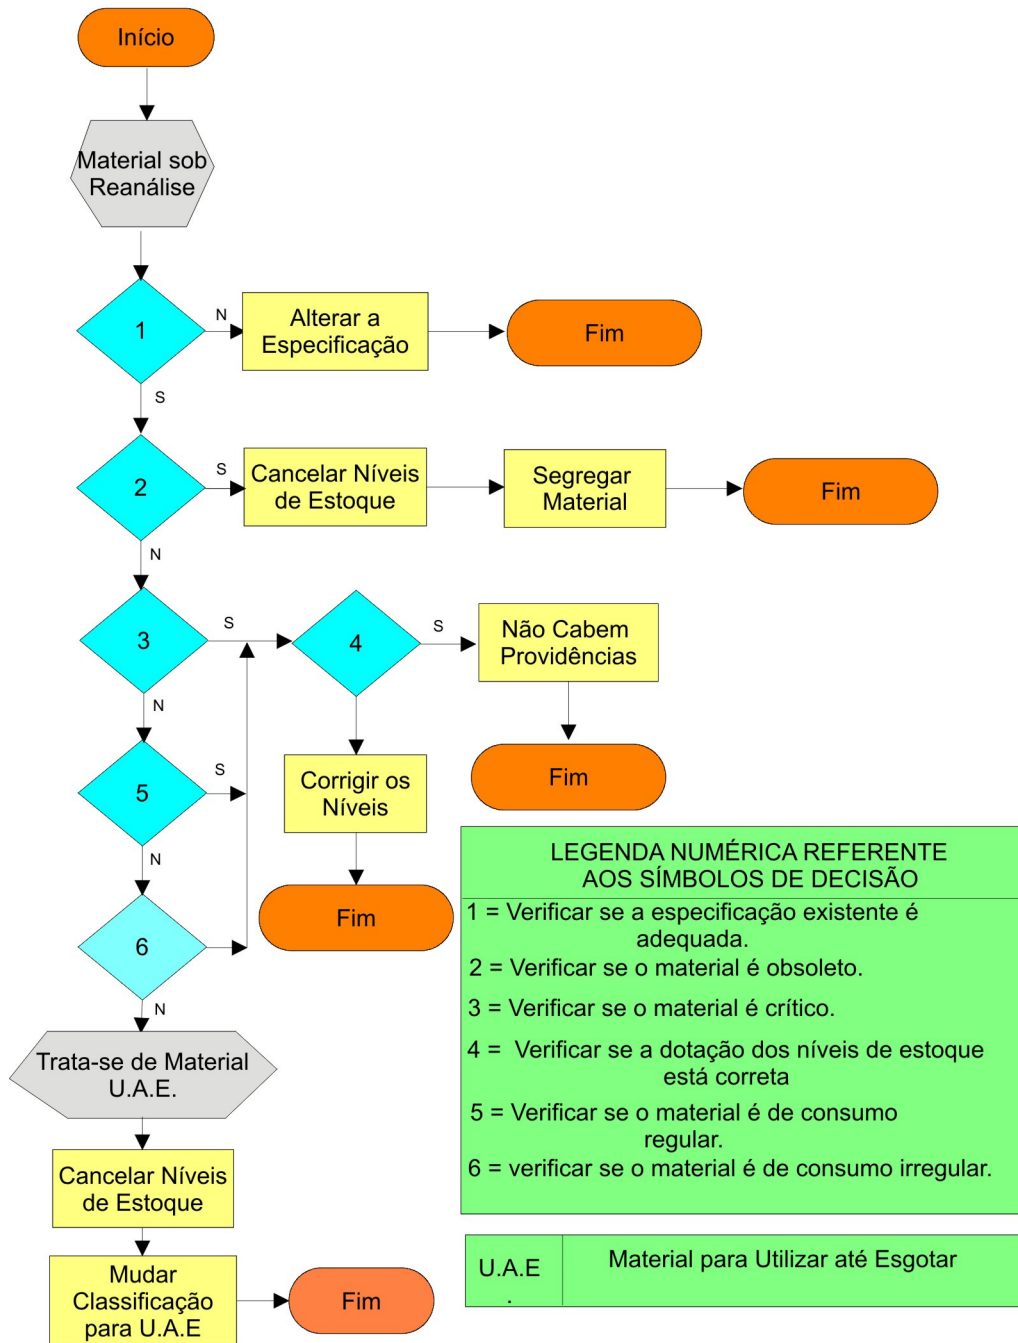 Início
Material sob
Reanálise
1
N
Alterar a
Especificação
Fim
S
2
S
Cancelar Níveis
de Estoque
Segregar
Material
Fim
N
3
S
4
S
Não Cabem
Providências
Fim
N
5
S
Corrigir os
Níveis
Fim
N
6
N
Trata-se de Material
U.A.E.
Cancelar Níveis
de Estoque
Mudar
Classificação
para U.A.E
Fim
LEGENDA NUMÉRICA REFERENTE
AOS SÍMBOLOS DE DECISÃO
1 = Verificar se a especificação existente é
adequada.
2 = Verificar se o material é obsoleto.
3 = Verificar se o material é crítico.
4 = Verificar se a dotação dos níveis de estoque
está correta
5 = Verificar se o material é de consumo
regular.
6 = verificar se o material é de consumo irregular.
U.A.E
.
Material para Utilizar até Esgotar